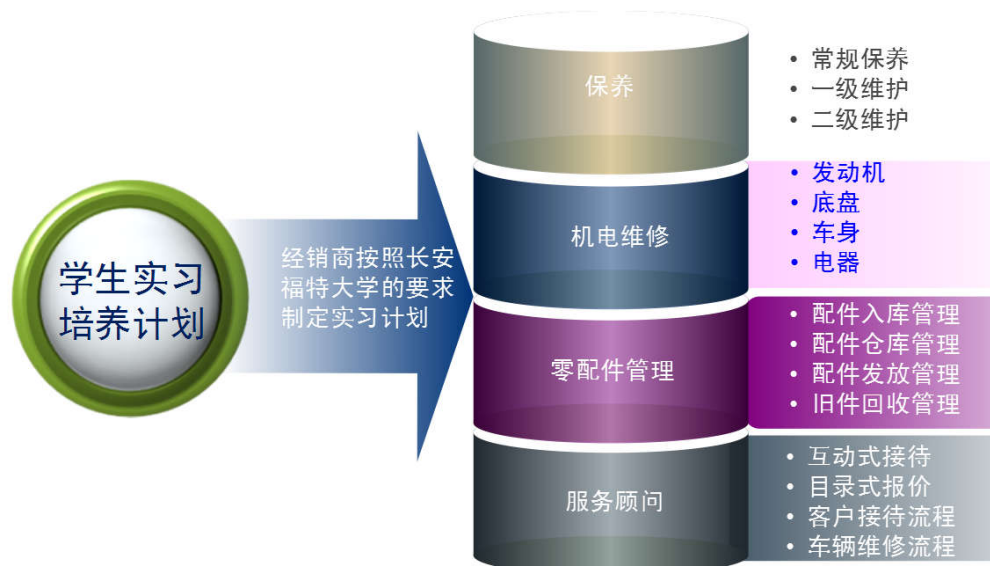 学生实习
培养计划
经销商按照长安
福特大学的要求
制定实习计划
保养
• 常规保养
• 一级维护
• 二级维护
机电维修
• 发动机
• 底盘
• 车身
• 电器
零配件管理
• 配件入库管理
• 配件仓库管理
• 配件发放管理
• 旧件回收管理
服务顾问
• 互动式接待
• 目录式报价
• 客户接待流程
• 车辆维修流程